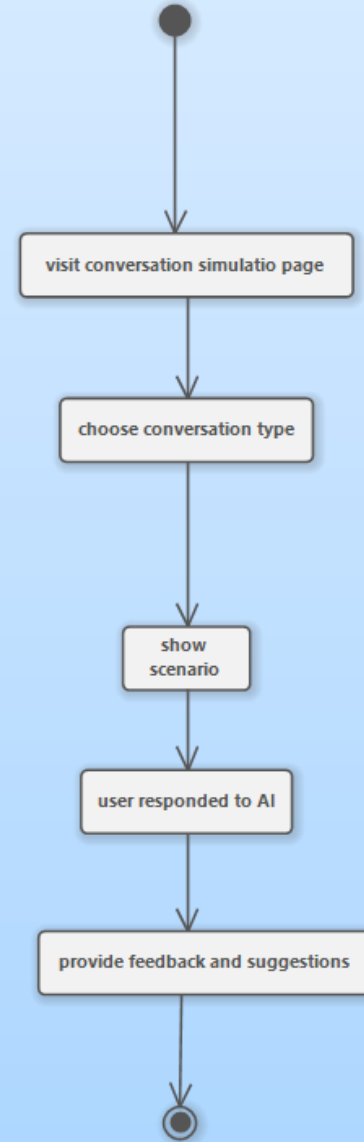 visit conversation simulatio page
choose conversation type
show
scenario
user responded to AI
provide feedback and suggestions